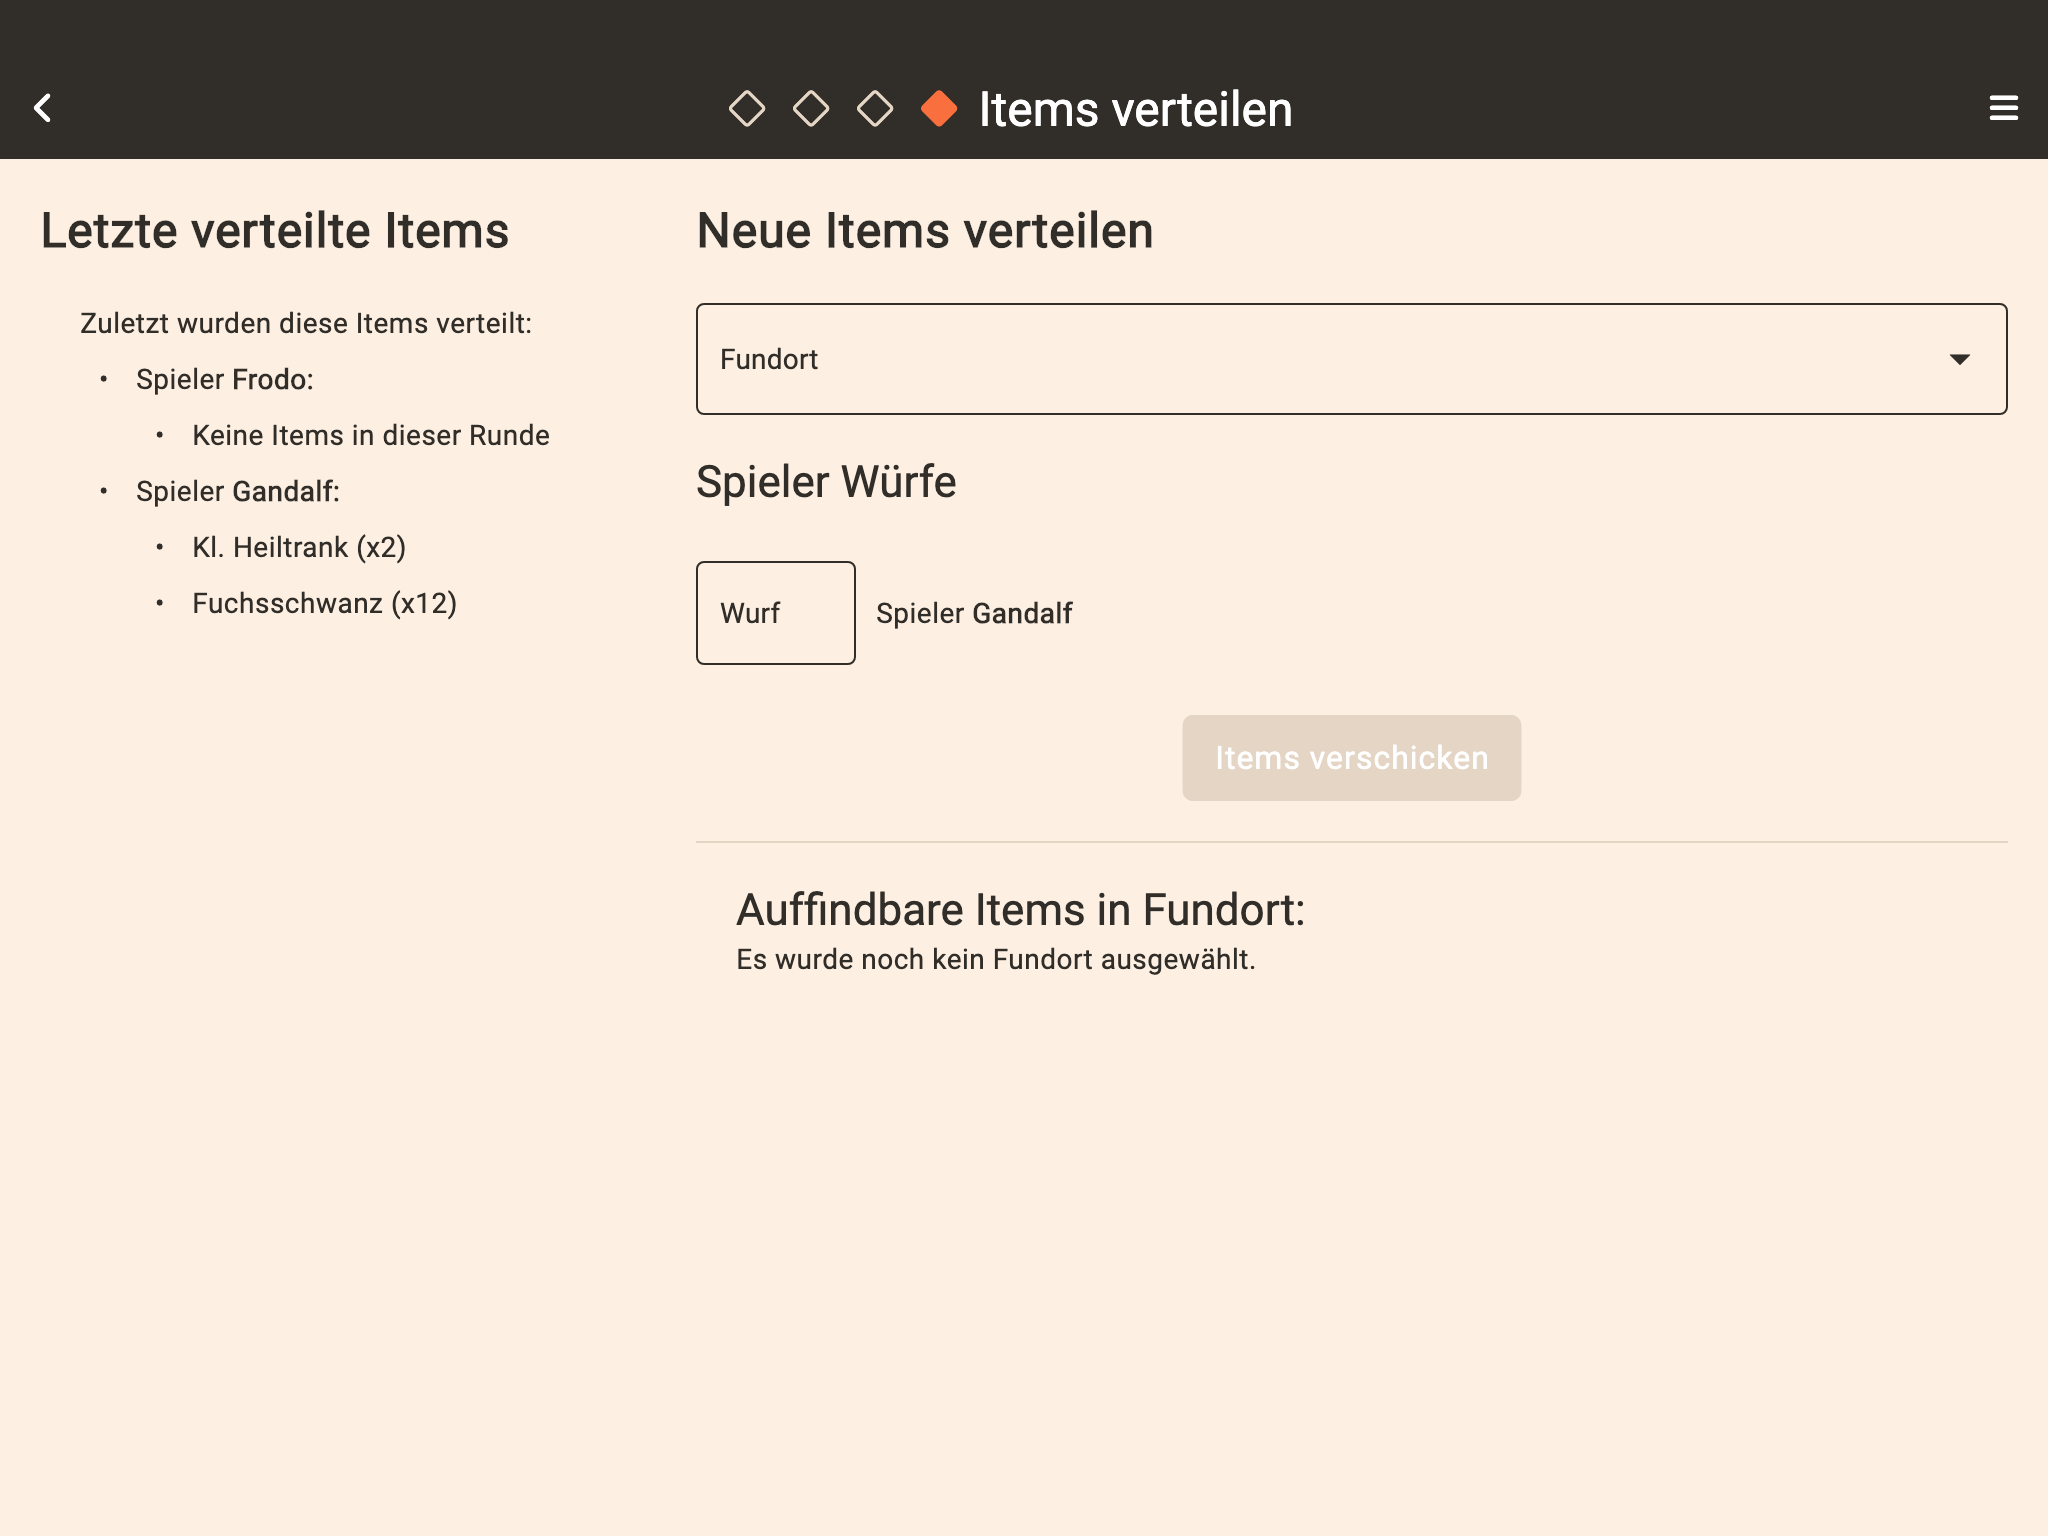 Items verteilen
Letzte verteilte Items
Zuletzt wurden diese Items verteilt:
• Spieler Frodo:
• Keine Items in dieser Runde
• Spieler Gandalf:
• Kl. Heiltrank (x2)
• Fuchsschwanz (x12)
Neue Items verteilen
Fundort
Spieler Würfe
Wurf Spieler Gandalf
Items verschicken
Auffindbare Items in Fundort:
Es wurde noch kein Fundort ausgewählt.